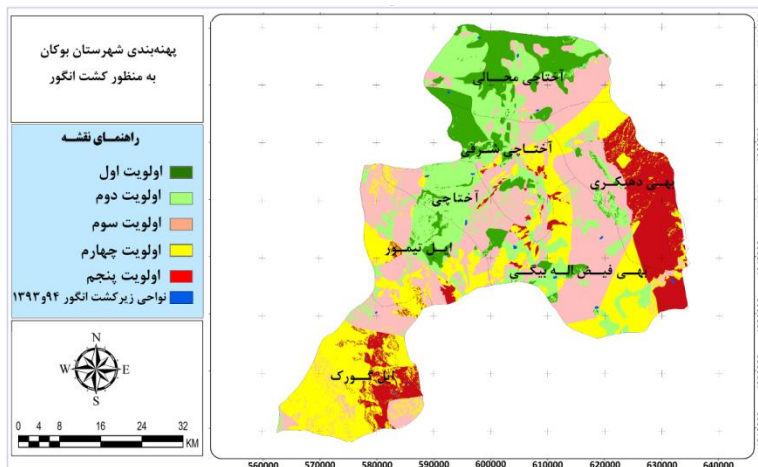 پهنه‌بندی شهرستان بوکان
به منظور کشت انگور
راهنمای نقشه
اولویت اول
اولویت دوم
اولویت سوم
اولویت چهارم
اولویت پنجم
نواحی زیرکشت انگور ۹۴و۱۳۹۳
N
W E
S
0 4 8 16 24 32
KM
آختاچی محالی
آختاچی شرقی
بهی دهبکری
آختاچی
ایل تیمور
بهی فیض اله بیگی
ایل گورک
560000 570000 580000 590000 600000 610000 620000 630000 640000